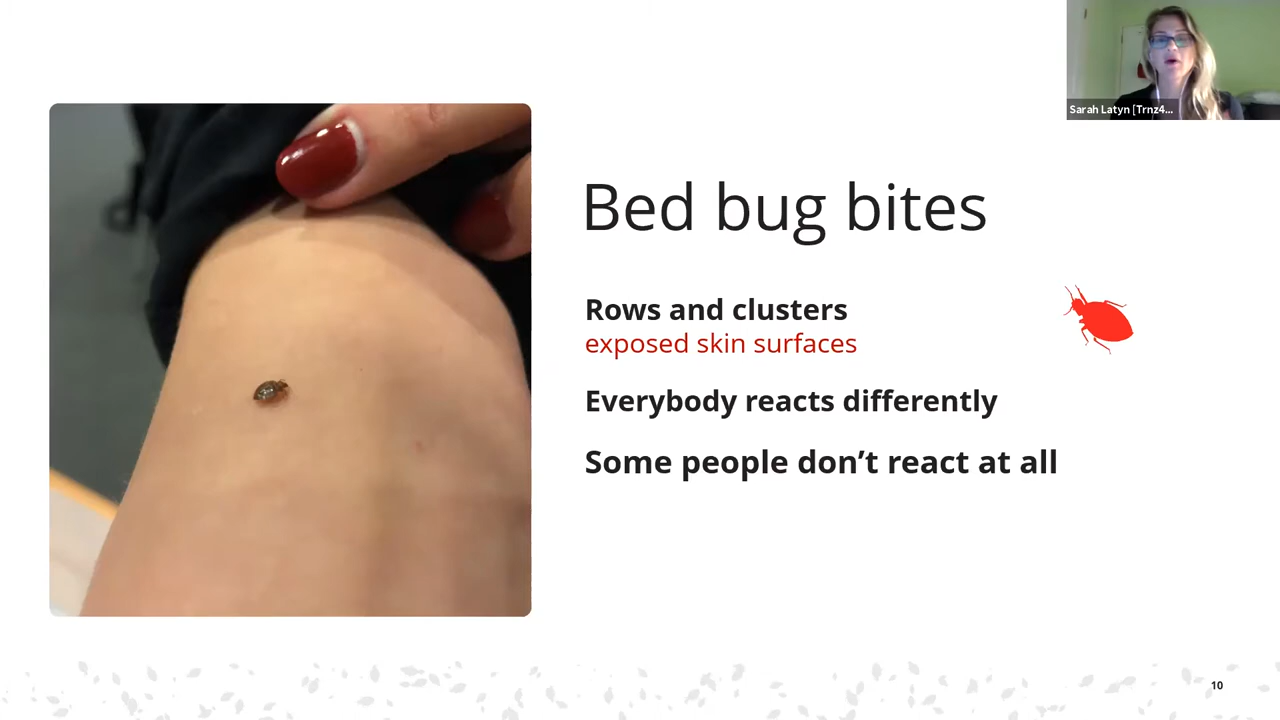 Sarah Latyn [Trnz4...
Bed bug bites
Rows and clusters
exposed skin surfaces
Everybody reacts differently
Some people don’t react at all
10